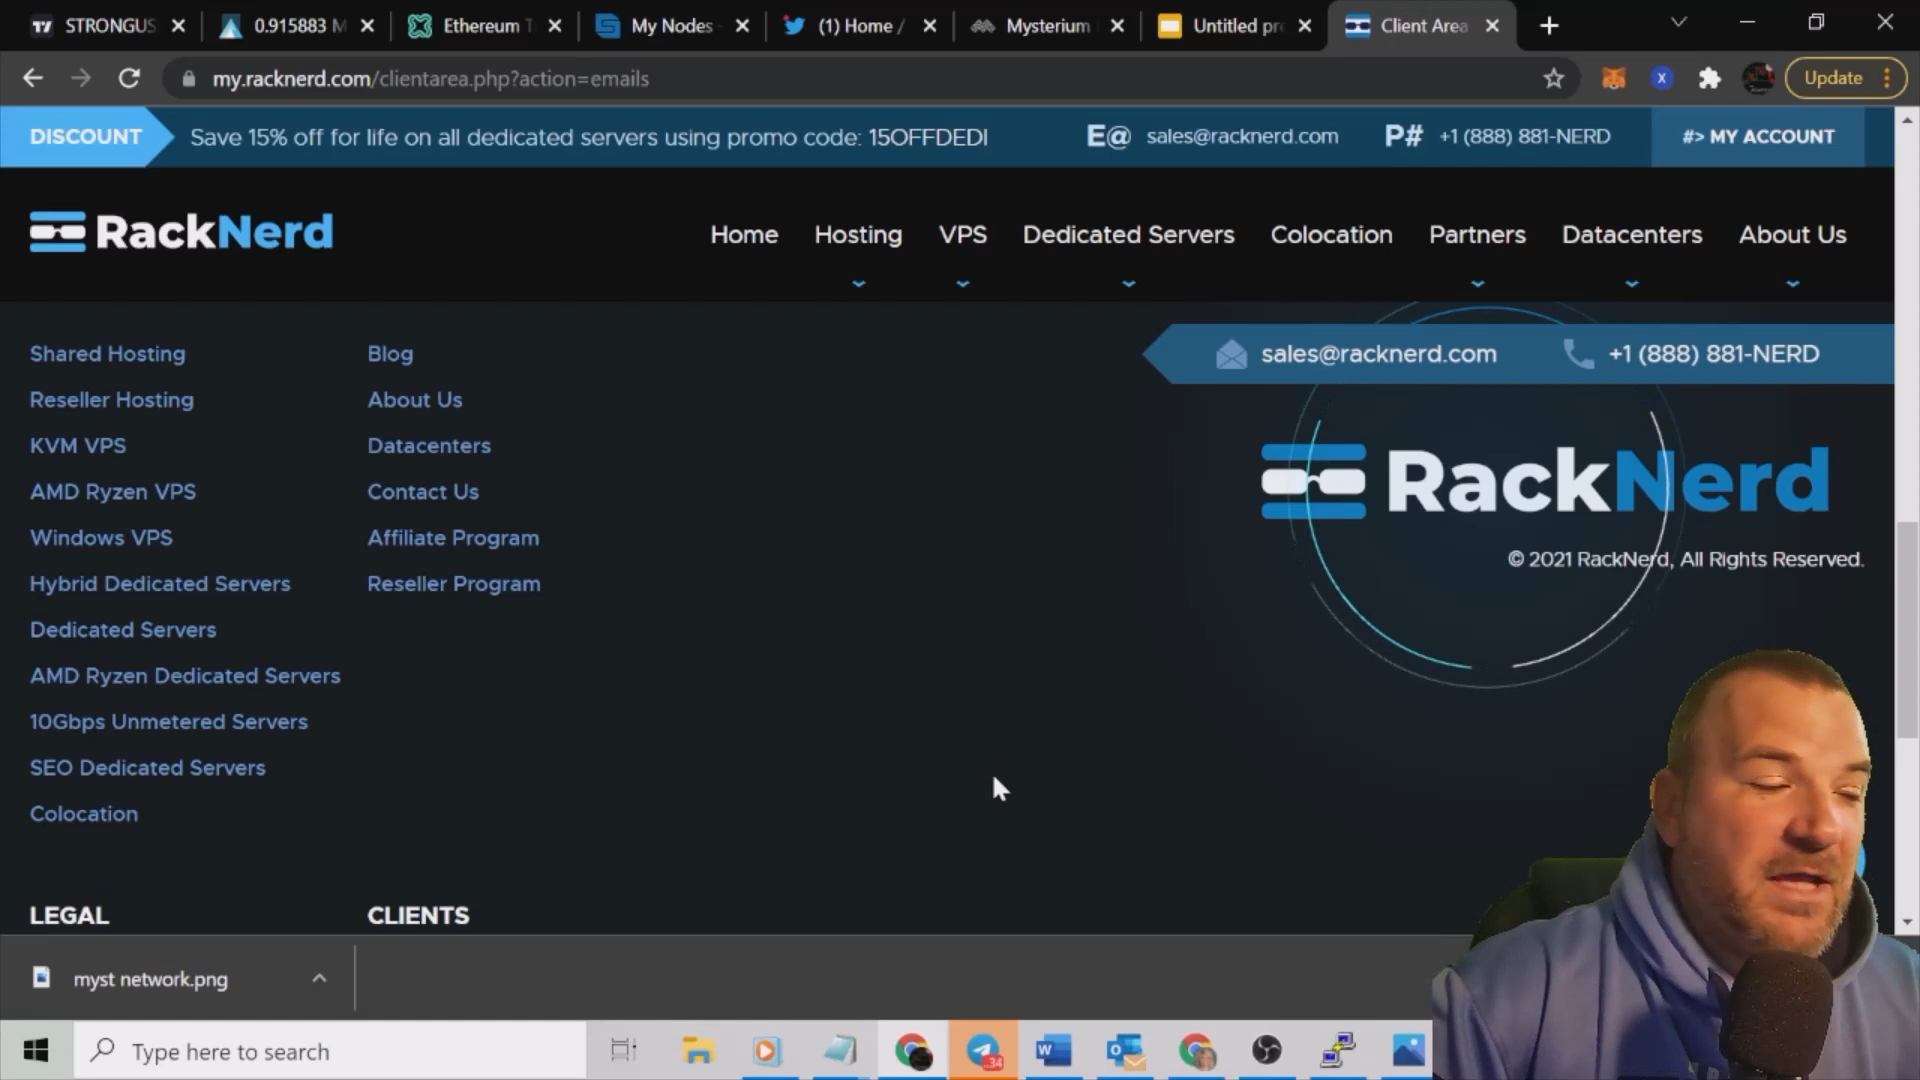 STRONGUS
0.915883 M
Ethereum T
My Nodes -
(1) Home /
Mysterium
Untitled pre
Client Area
my.racknerd.com/clientarea.php?action=emails
Update
DISCOUNT
Save 15% off for life on all dedicated servers using promo code: 15OFFDEDI
E@ sales@racknerd.com
P# +1 (888) 881-NERD
#> MY ACCOUNT
RackNerd
Home
Hosting
VPS
Dedicated Servers
Colocation
Partners
Datacenters
About Us
Shared Hosting
Reseller Hosting
KVM VPS
AMD Ryzen VPS
Windows VPS
Hybrid Dedicated Servers
Dedicated Servers
AMD Ryzen Dedicated Servers
10Gbps Unmetered Servers
SEO Dedicated Servers
Colocation
Blog
About Us
Datacenters
Contact Us
Affiliate Program
Reseller Program
sales@racknerd.com
+1 (888) 881-NERD
RackNerd
© 2021 RackNerd, All Rights Reserved.
LEGAL
CLIENTS
myst network.png
Type here to search
34